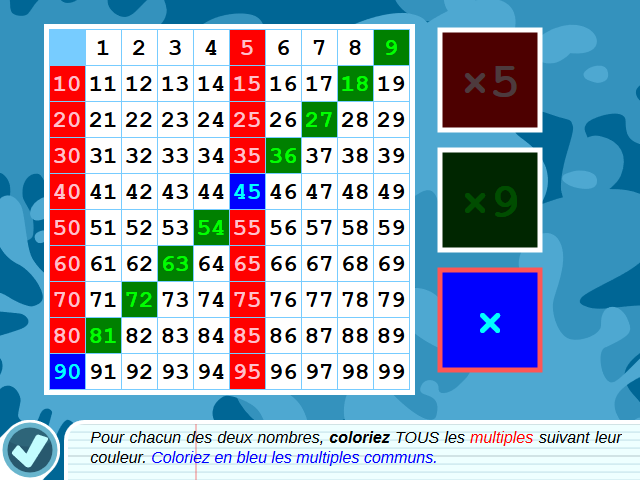 1 2 3 4 5 6 7 8 9
10 11 12 13 14 15 16 17 18 19
20 21 22 23 24 25 26 27 28 29
30 31 32 33 34 35 36 37 38 39
40 41 42 43 44 45 46 47 48 49
50 51 52 53 54 55 56 57 58 59
60 61 62 63 64 65 66 67 68 69
70 71 72 73 74 75 76 77 78 79
80 81 82 83 84 85 86 87 88 89
90 91 92 93 94 95 96 97 98 99
×5
×9
×
Pour chacun des deux nombres, coloriez TOUS les multiples suivant leur
couleur. Coloriez en bleu les multiples communs.